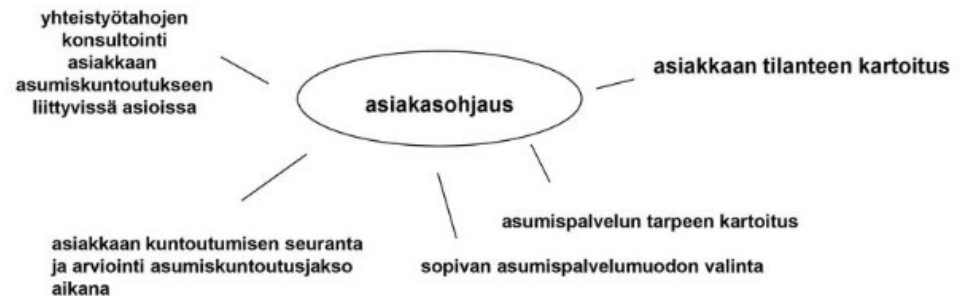 yhteistyötahojen
konsultointi
asiakkaan
asumiskuntoutukseen
liittyvissä asioissa
asiakasohjaus
asiakkaan tilanteen kartoitus
asumispalvelun tarpeen kartoitus
sopivan asumispalvelumuodon valinta
asiakkaan kuntoutumisen seuranta
ja arviointi asumiskuntoutusjakso
aikana